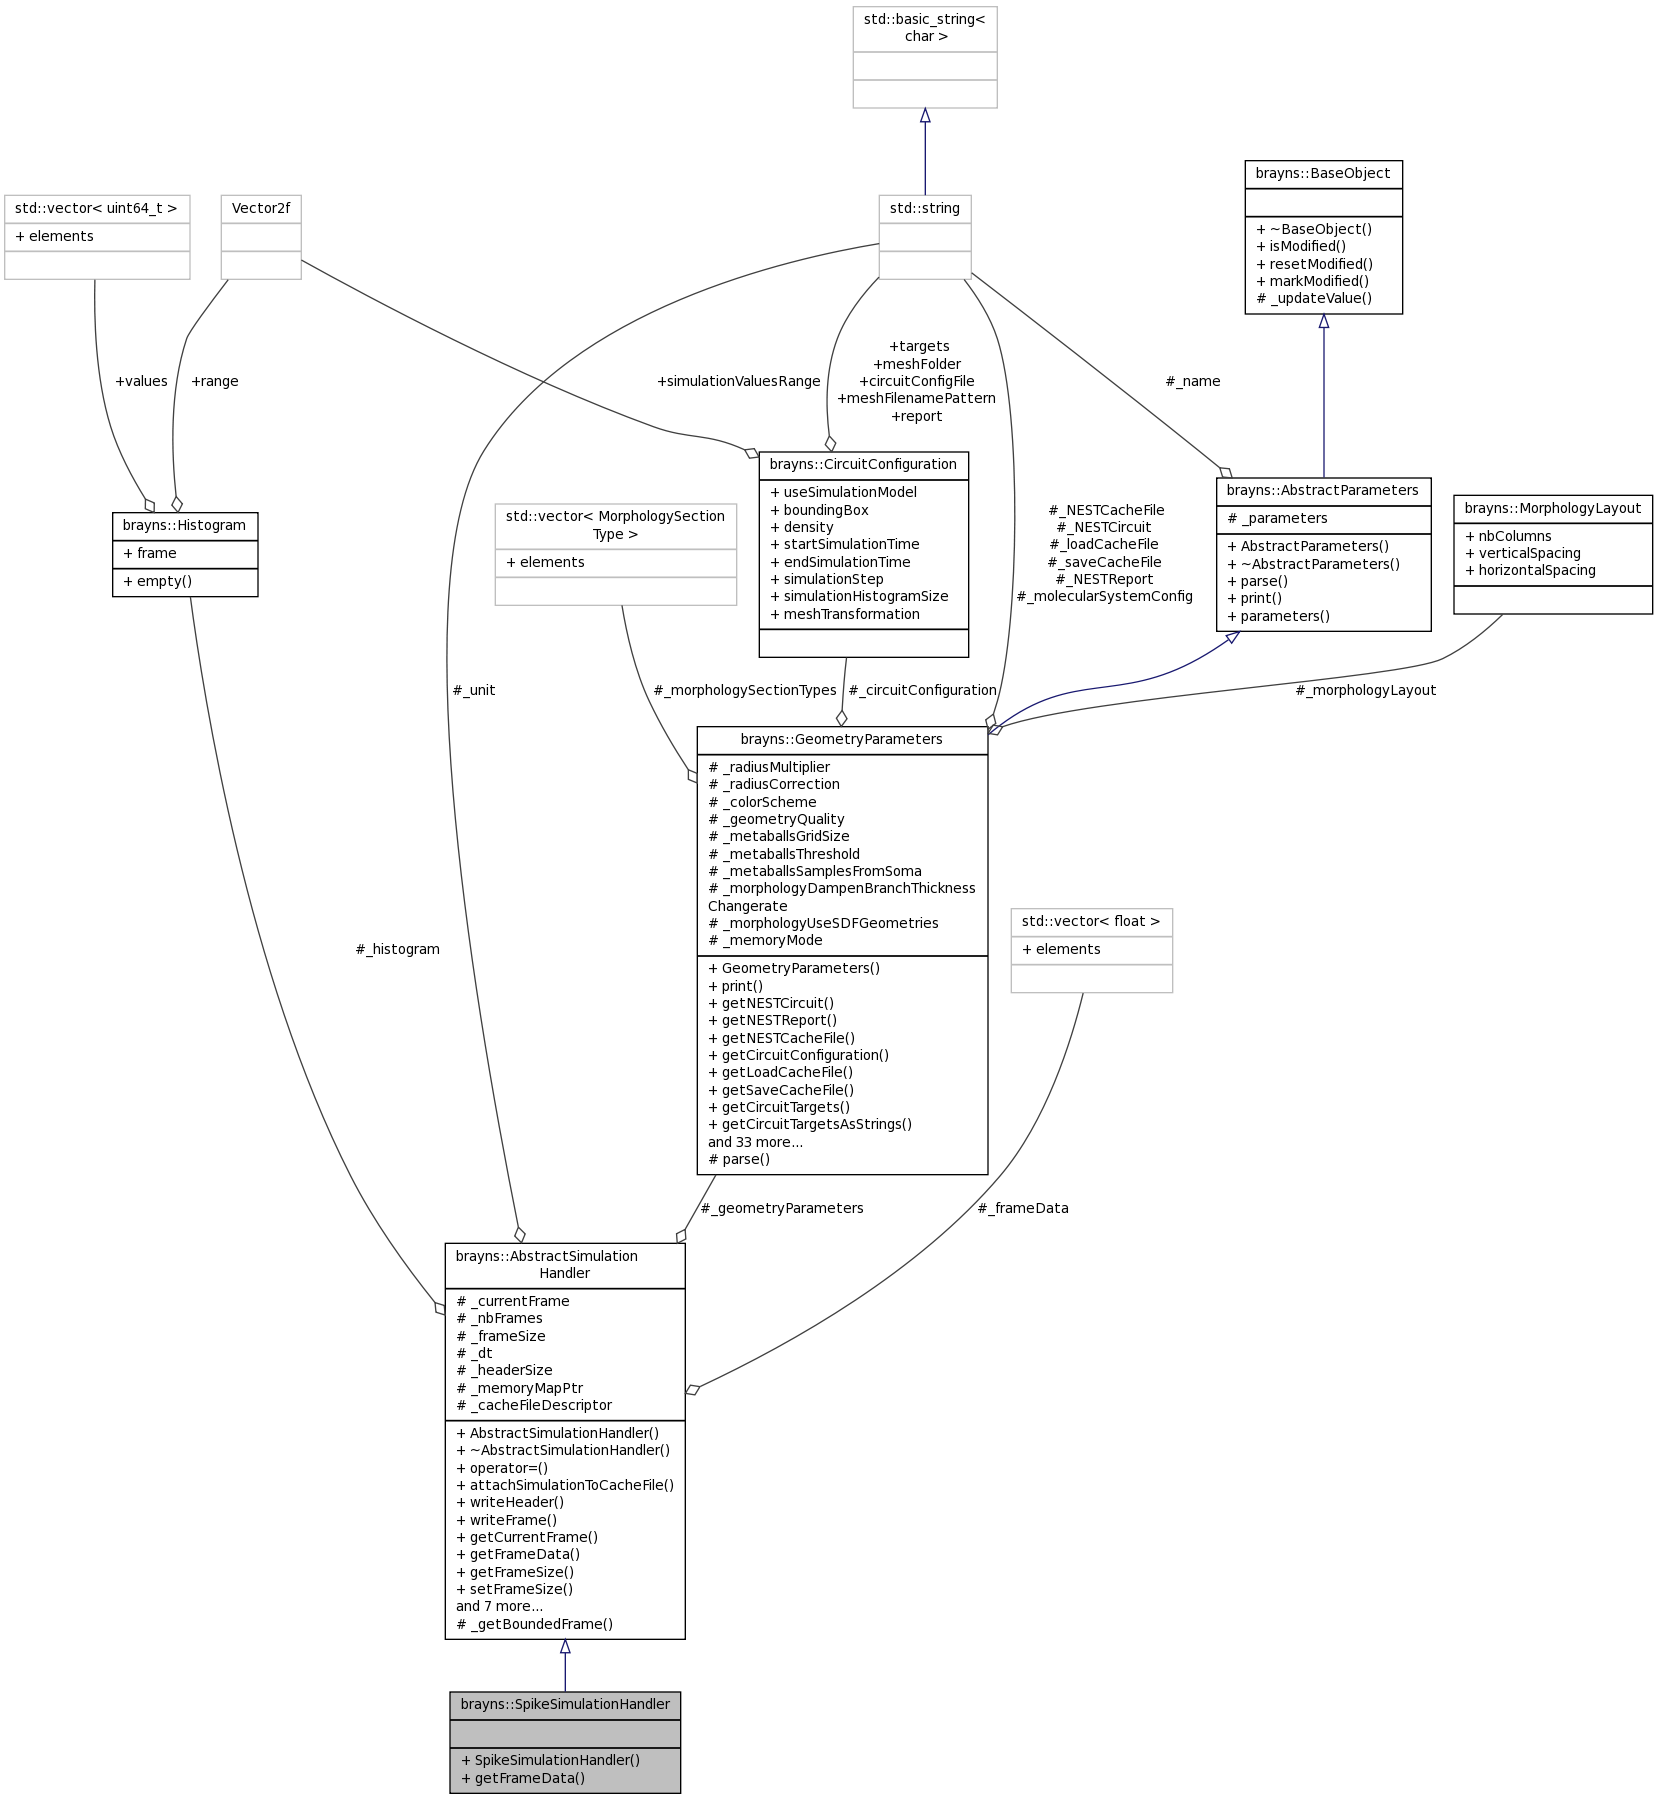 std::basic_string<
char >
std::vector< uint64_t >
+ elements
Vector2f
std::string
brayns::BaseObject
+ ~BaseObject()
+ isModified()
+ resetModified()
+ markModified()
# _updateValue()
+values
+range
+simulationValuesRange
+targets
+meshFolder
+circuitConfigFile
+meshFilenamePattern
+report
#_name
brayns::Histogram
+ frame
+ empty()
std::vector< MorphologySection
Type >
+ elements
brayns::CircuitConfiguration
+ useSimulationModel
+ boundingBox
+ density
+ startSimulationTime
+ endSimulationTime
+ simulationStep
+ simulationHistogramSize
+ meshTransformation
#_NESTCacheFile
#_NESTCircuit
#_loadCacheFile
#_saveCacheFile
#_NESTReport
#_molecularSystemConfig
brayns::AbstractParameters
# _parameters
+ AbstractParameters()
+ ~AbstractParameters()
+ parse()
+ print()
+ parameters()
brayns::MorphologyLayout
+ nbColumns
+ verticalSpacing
+ horizontalSpacing
#_unit
#_morphologySectionTypes
#_circuitConfiguration
#_morphologyLayout
brayns::GeometryParameters
# _radiusMultiplier
# _radiusCorrection
# _colorScheme
# _geometryQuality
# _metaballsGridSize
# _metaballsThreshold
# _metaballsSamplesFromSoma
# _morphologyDampenBranchThickness
Changerate
# _morphologyUseSDFGeometries
# _memoryMode
+ GeometryParameters()
+ print()
+ getNESTCircuit()
+ getNESTReport()
+ getNESTCacheFile()
+ getCircuitConfiguration()
+ getLoadCacheFile()
+ getSaveCacheFile()
+ getCircuitTargets()
+ getCircuitTargetsAsStrings()
and 33 more...
# parse()
std::vector< float >
+ elements
#_histogram
#_geometryParameters
#_frameData
brayns::AbstractSimulation
Handler
# _currentFrame
# _nbFrames
# _frameSize
# _dt
# _headerSize
# _memoryMapPtr
# _cacheFileDescriptor
+ AbstractSimulationHandler()
+ ~AbstractSimulationHandler()
+ operator=()
+ attachSimulationToCacheFile()
+ writeHeader()
+ writeFrame()
+ getCurrentFrame()
+ getFrameData()
+ getFrameSize()
+ setFrameSize()
and 7 more...
# _getBoundedFrame()
brayns::SpikeSimulationHandler
+ SpikeSimulationHandler()
+ getFrameData()